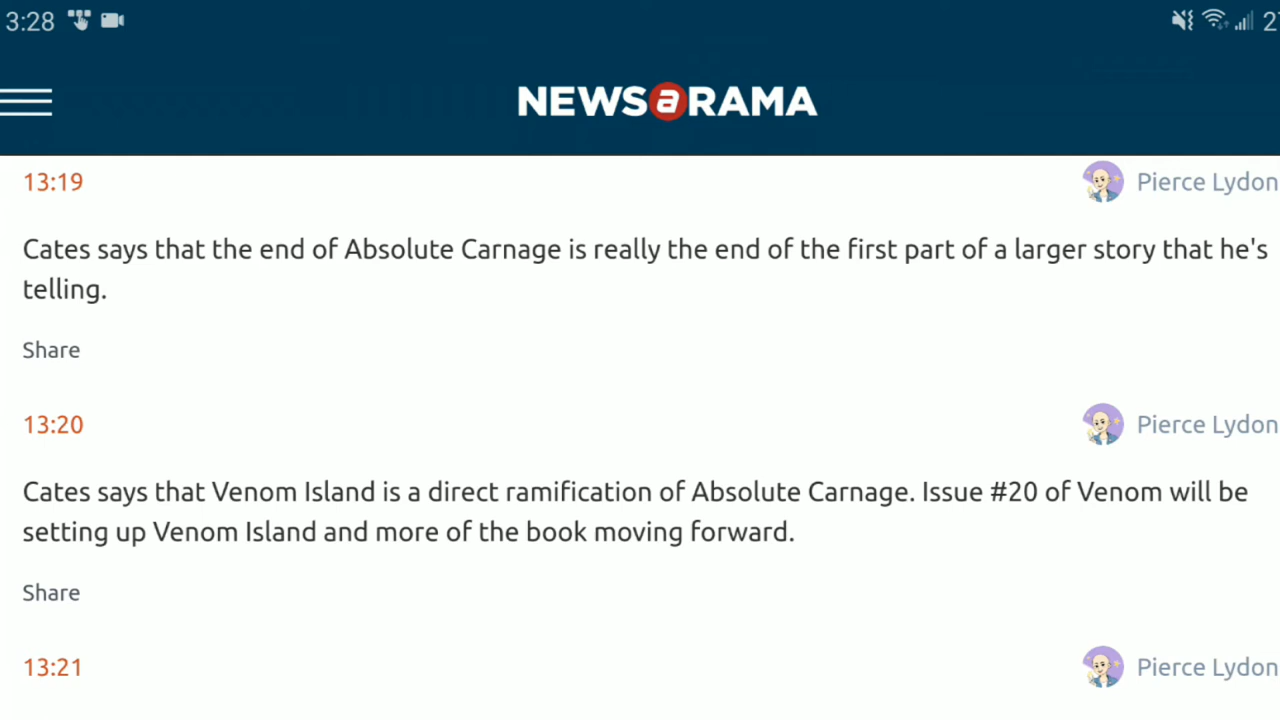 3:28
2
NEWSaRAMA
13:19 Pierce Lydon
Cates says that the end of Absolute Carnage is really the end of the first part of a larger story that he's
telling.
Share
13:20 Pierce Lydon
Cates says that Venom Island is a direct ramification of Absolute Carnage. Issue #20 of Venom will be
setting up Venom Island and more of the book moving forward.
Share
13:21 Pierce Lydon